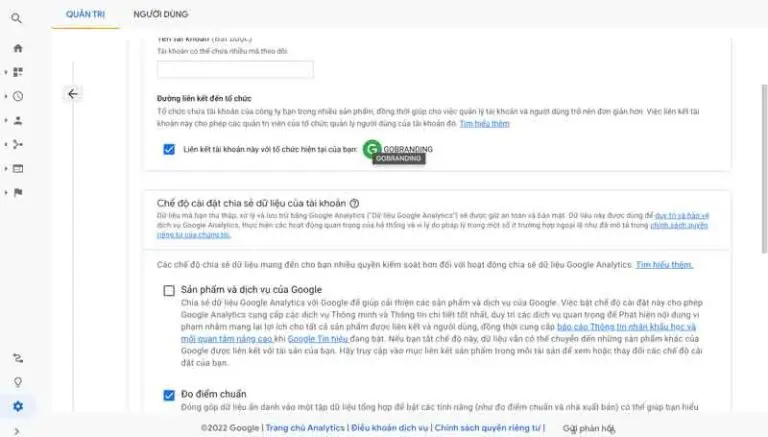 QUẢN TRỊ NGƯỜI DÙNG
Tên tài khoản (Bắt buộc)
Tài khoản có thể chứa nhiều mã theo dõi.
Đường liên kết đến tổ chức
Tổ chức chứa tài khoản của công ty bạn trong nhiều sản phẩm, đồng thời giúp cho việc quản lý tài khoản và người dùng trở nên đơn giản hơn. Việc liên kết tài
khoản này cho phép các quản trị viên của tổ chức quản lý người dùng của tài khoản đó. Tìm hiểu thêm
Liên kết tài khoản này với tổ chức hiện tại của bạn: G GOBRANDING
GOBRANDING
Chế độ cài đặt chia sẻ dữ liệu của tài khoản ?
Dữ liệu mà bạn thu thập, xử lý và lưu trữ bằng Google Analytics ("Dữ liệu Google Analytics") sẽ được giữ an toàn và bảo mật. Dữ liệu này được dùng để duy trì và bảo vệ
dịch vụ Google Analytics, thực hiện các hoạt động quan trọng của hệ thống và vì lý do pháp lý trong một số ít trường hợp ngoại lệ như đã mô tả trong chính sách quyền
riêng tư của chúng tôi.
Các chế độ chia sẻ dữ liệu mang đến cho bạn nhiều quyền kiểm soát hơn đối với hoạt động chia sẻ dữ liệu Google Analytics. Tìm hiểu thêm.
Sản phẩm và dịch vụ của Google
Chia sẻ dữ liệu Google Analytics với Google để giúp cải thiện các sản phẩm và dịch vụ của Google. Việc bật chế độ cài đặt này cho phép
Google Analytics cung cấp các dịch vụ Thông minh và Thông tin chi tiết tốt nhất, duy trì các dịch vụ quan trọng để Phát hiện nội dung vi
phạm nhằm mang lại lợi ích cho tất cả sản phẩm được liên kết và người dùng, đồng thời cung cấp báo cáo Thông tin nhân khẩu học và
mối quan tâm nâng cao khi Google Tín hiệu đang bật. Nếu bạn tắt chế độ này, dữ liệu vẫn có thể chuyển đến những sản phẩm khác của
Google được liên kết với tài sản của bạn. Hãy truy cập vào mục liên kết sản phẩm trong mỗi tài sản để xem hoặc thay đổi các chế độ cài
đặt của bạn.
Đo điểm chuẩn
Đóng góp dữ liệu ẩn danh vào một tập dữ liệu tổng hợp để bật các tính năng (như đo điểm chuẩn và nhà xuất bản) có thể giúp bạn hiểu
©2022 Google | Trang chủ Analytics | Điều khoản dịch vụ | Chính sách quyền riêng tư | Gửi phản hồi